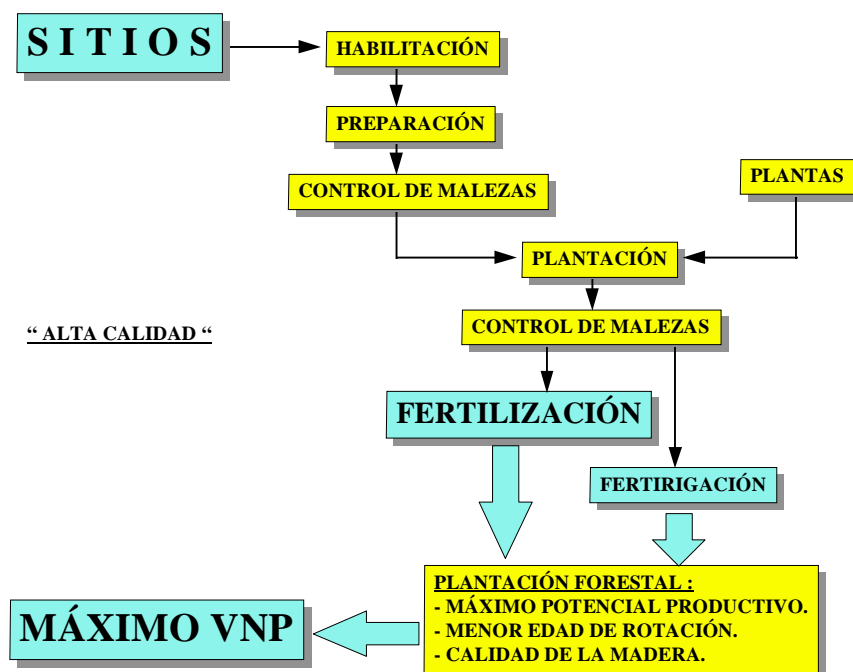 S I T I O S
HABILITACIÓN
PREPARACIÓN
CONTROL DE MALEZAS
PLANTAS
PLANTACIÓN
CONTROL DE MALEZAS
“ ALTA CALIDAD “
FERTILIZACIÓN
FERTIRIGACIÓN
PLANTACIÓN FORESTAL :
- MÁXIMO POTENCIAL PRODUCTIVO.
- MENOR EDAD DE ROTACIÓN.
- CALIDAD DE LA MADERA.
MÁXIMO VNP